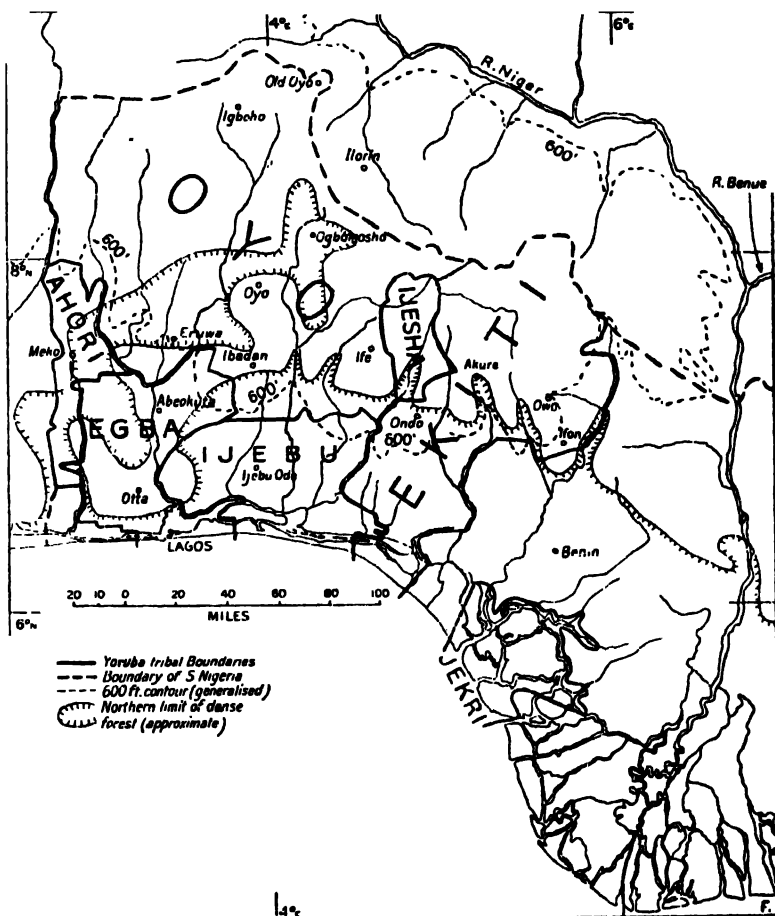 4°E
6°E
R. Niger
Old Oyo
Igboho
600'
Ilorin
R. Benue
OYO
Ogbomosho
600'
8°N
AHORI
Oyo
IJESHA
EKITI
Eruwa
Meko
Ibadan
Ife
Akure
600'
Abeokuta
Owo
EGBA
Ondo
Ifon
600'
IJEBU
Ijebu Ode
Otta
Benin
LAGOS
20 10 0 20 40 60 80 100
MILES
6°N
JEKRI
Yoruba tribal Boundaries
Boundary of S Nigeria
600 ft. contour (generalised)
Northern limit of dense
forest (approximate)
4°E
F.